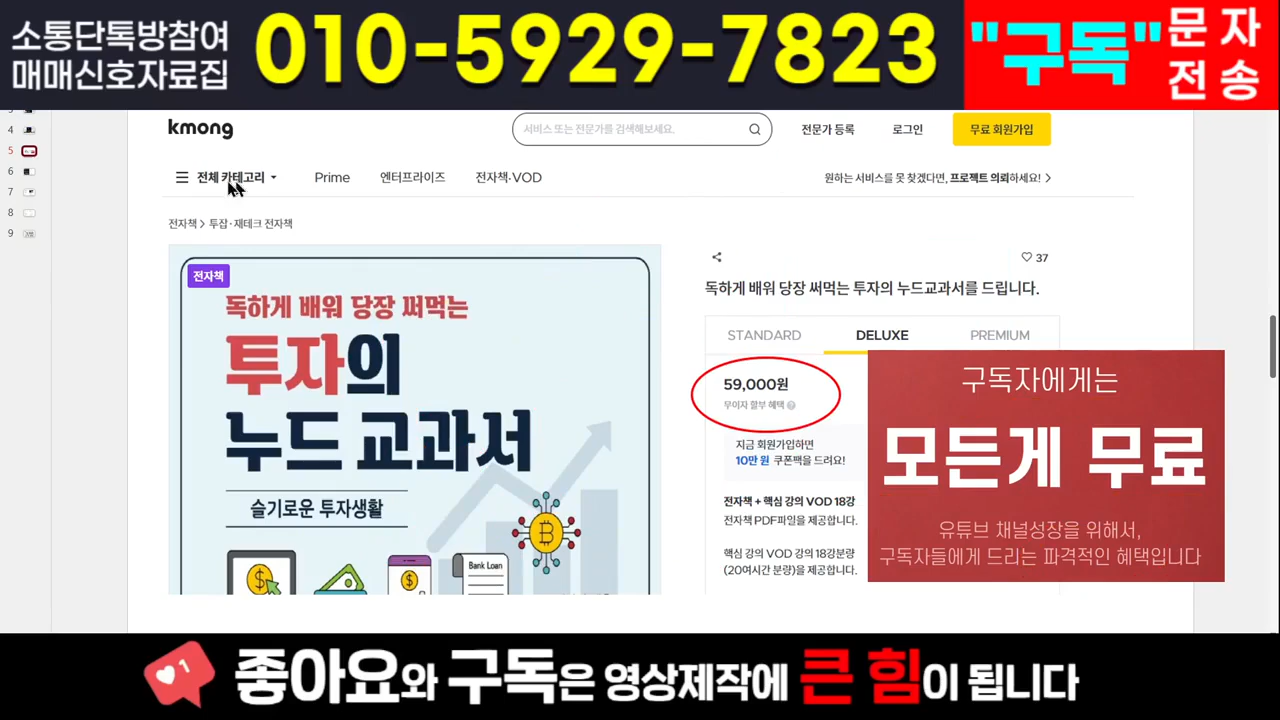 소통단톡방참여
매매신호자료집
010-5929-7823
"구독"
문자
전송
4
5
6
7
8
9
kmong
서비스 또는 전문가를 검색해보세요.
전문가 등록
로그인
무료 회원가입
전체 카테고리
Prime
엔터프라이즈
전자책·VOD
원하는 서비스를 못 찾겠다면, 프로젝트 의뢰하세요!
전자책 > 투잡·재테크 전자책
전자책
독하게 배워 당장 써먹는
투자의
누드 교과서
슬기로운 투자생활
Bank Loan
37
독하게 배워 당장 써먹는 투자의 누드교과서를 드립니다.
STANDARD
DELUXE
PREMIUM
59,000원
무이자 할부 혜택
지금 회원가입하면
10만 원 쿠폰팩을 드려요!
전자책 + 핵심 강의 VOD 18강
전자책 PDF파일을 제공합니다.
핵심 강의 VOD 강의 18강분량
(20여시간 분량)을 제공합니다.
구독자에게는
모든게 무료
유튜브 채널성장을 위해서,
구독자들에게 드리는 파격적인 혜택입니다
1
좋아요와 구독은 영상제작에 큰 힘이 됩니다